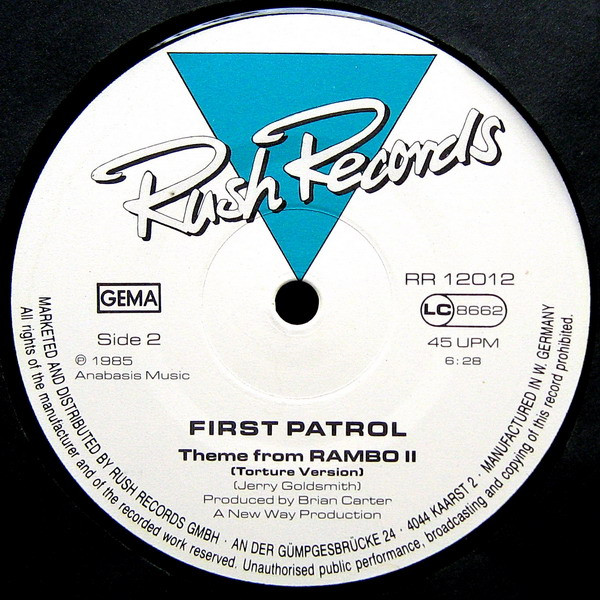 Rush Records
GEMA
RR 12012
LC 8662
Side 2
45 UPM
℗ 1985
6:28
Anabasis Music
FIRST PATROL
Theme from RAMBO II
(Torture Version)
(Jerry Goldsmith)
Produced by Brian Carter
A New Way Production
MARKETED AND DISTRIBUTED BY RUSH RECORDS GMBH · AN DER GÜMPGESBRÜCKE 24 · 4044 KAARST 2 · MANUFACTURED IN W. GERMANY
All rights of the manufacturer and of the recorded work reserved. Unauthorised public performance, broadcasting and copying of this record prohibited.